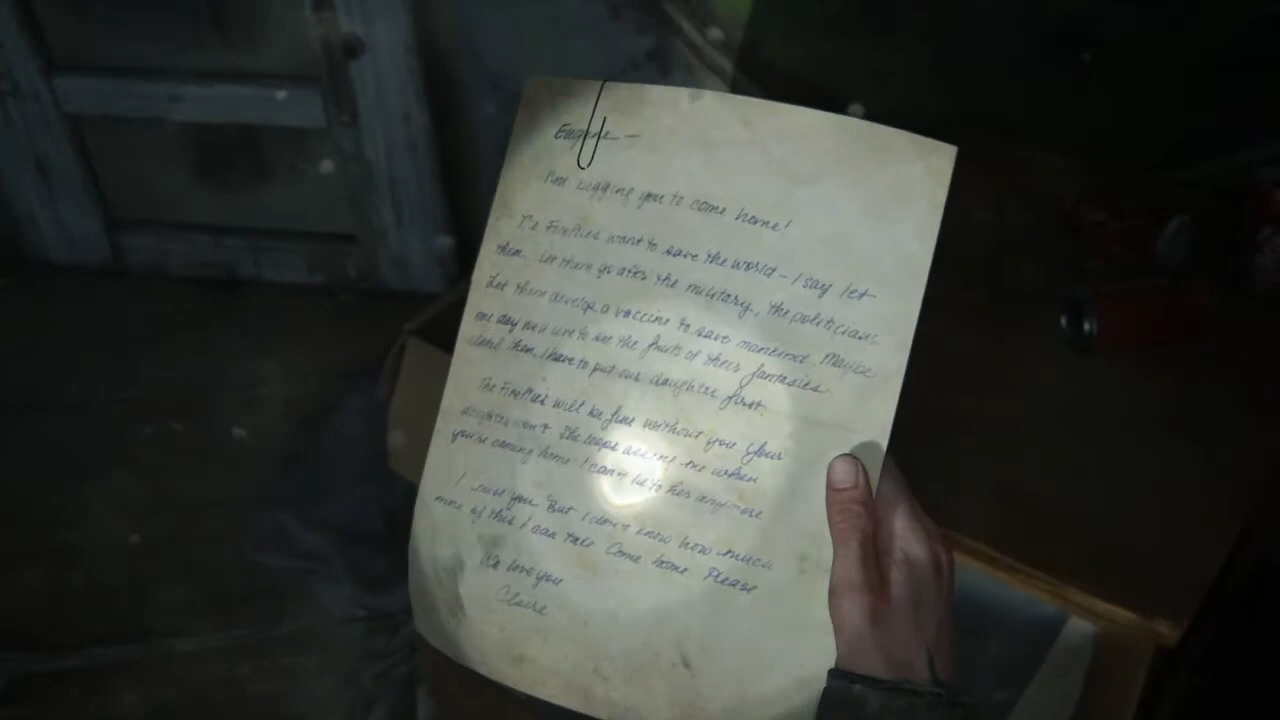 Eugene —
I'm begging you to come home!
The Fireflies want to save the world – I say let
them. Let them go after the military, the politicians.
Let them develop a vaccine to save mankind. Maybe
one day we'll live to see the fruits of their fantasies.
Until then, I have to put our daughter first.
The Fireflies will be fine without you. Your
daughter won't. She keeps asking me when
you're coming home. I can't lie to her anymore
I miss you. But I don't know how much
more of this I can take. Come home. Please
We love you
Claire